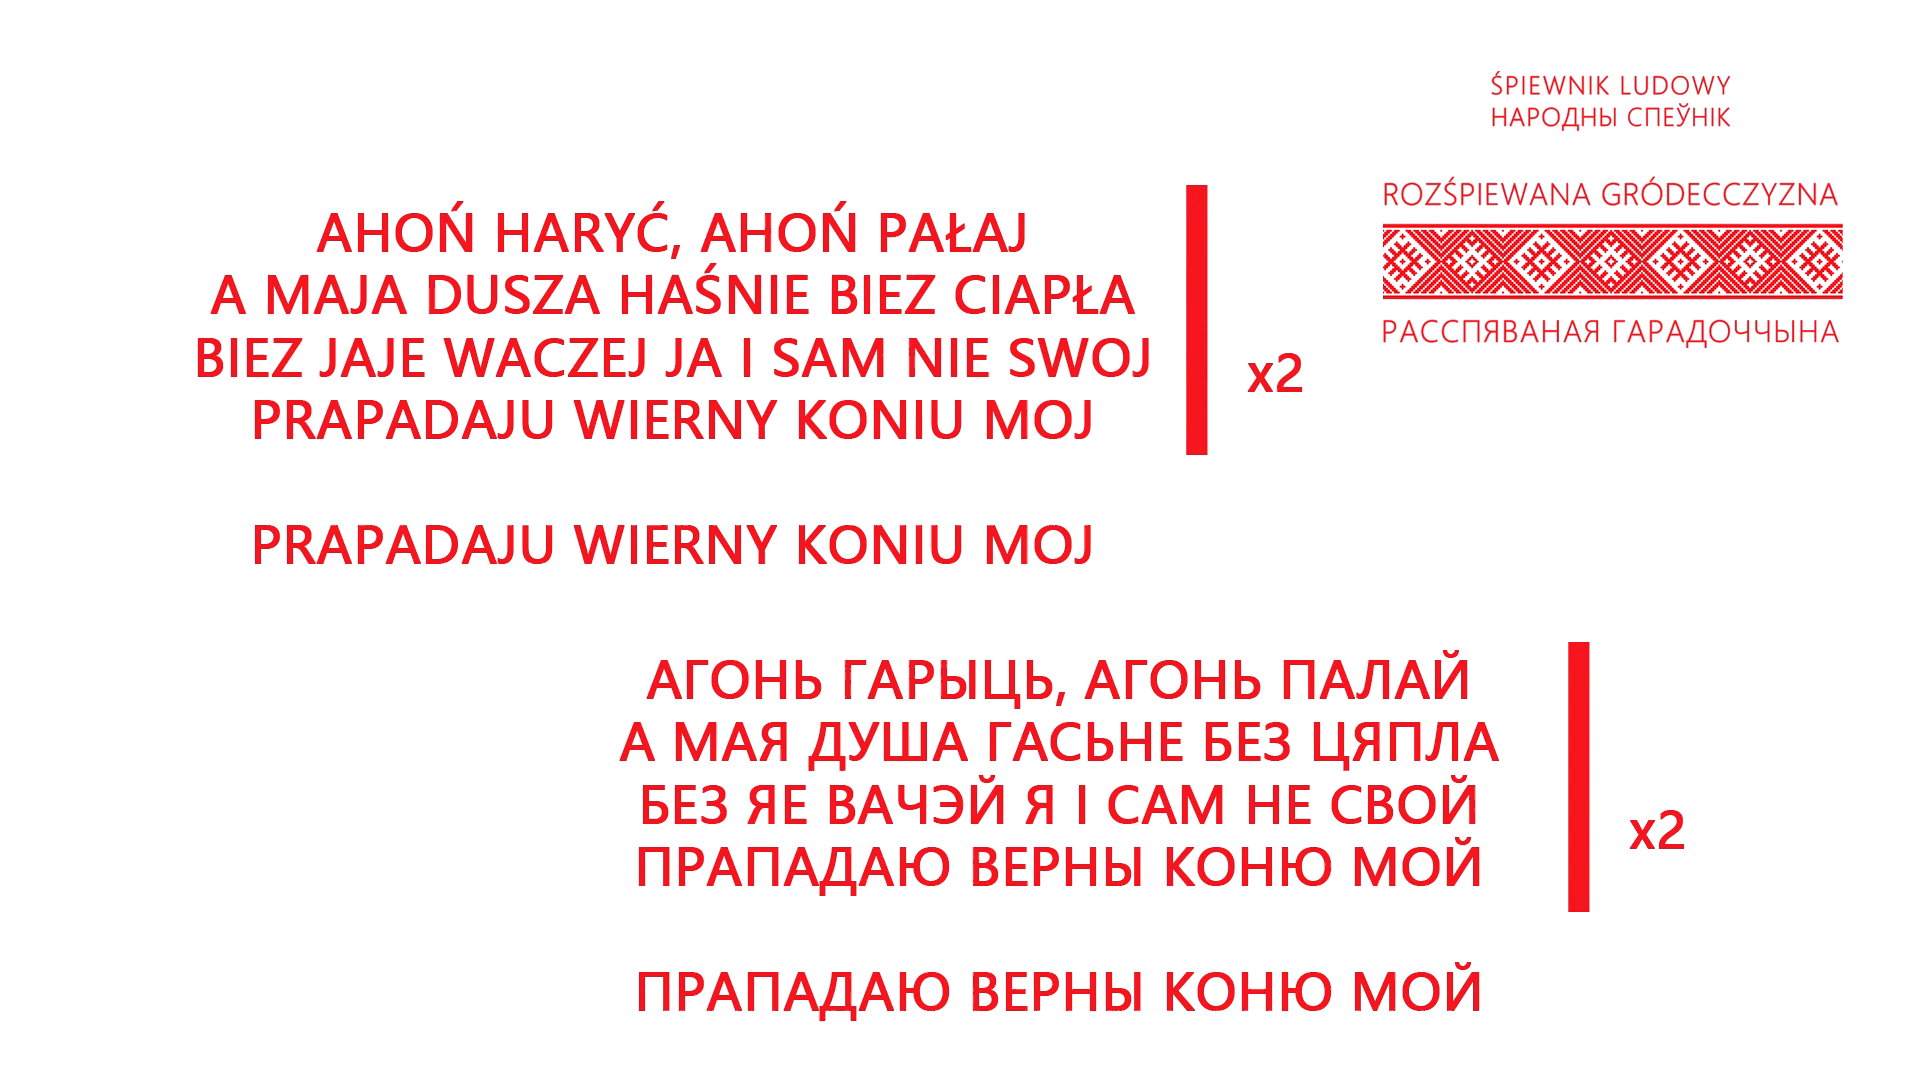 ŚPIEWNIK LUDOWY
НАРОДНЫ СПЕЎНІК
ROZŚPIEWANA GRÓDECCZYZNA
РАССПЯВАНАЯ ГАРАДОЧЧЫНА
AHOŃ HARYĆ, AHOŃ PAŁAJ
A MAJA DUSZA HAŚNIE BIEZ CIAPŁA
BIEZ JAJE WACZEJ JA I SAM NIE SWOJ
PRAPADAJU WIERNY KONIU MOJ
x2
PRAPADAJU WIERNY KONIU MOJ
АГОНЬ ГАРЫЦЬ, АГОНЬ ПАЛАЙ
А МАЯ ДУША ГАСЬНЕ БЕЗ ЦЯПЛА
БЕЗ ЯЕ ВАЧЭЙ Я І САМ НЕ СВОЙ
ПРАПАДАЮ ВЕРНЫ КОНЮ МОЙ
x2
ПРАПАДАЮ ВЕРНЫ КОНЮ МОЙ